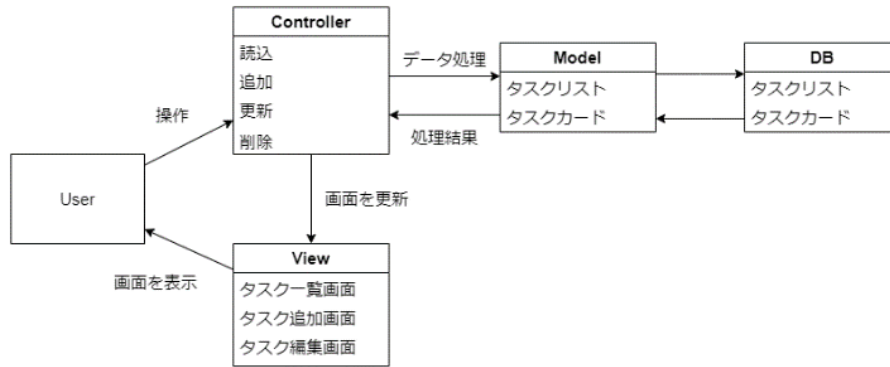 Controller
読込
追加
更新
削除
データ処理
処理結果
Model
タスクリスト
タスクカード
DB
タスクリスト
タスクカード
操作
User
画面を更新
画面を表示
View
タスク一覧画面
タスク追加画面
タスク編集画面